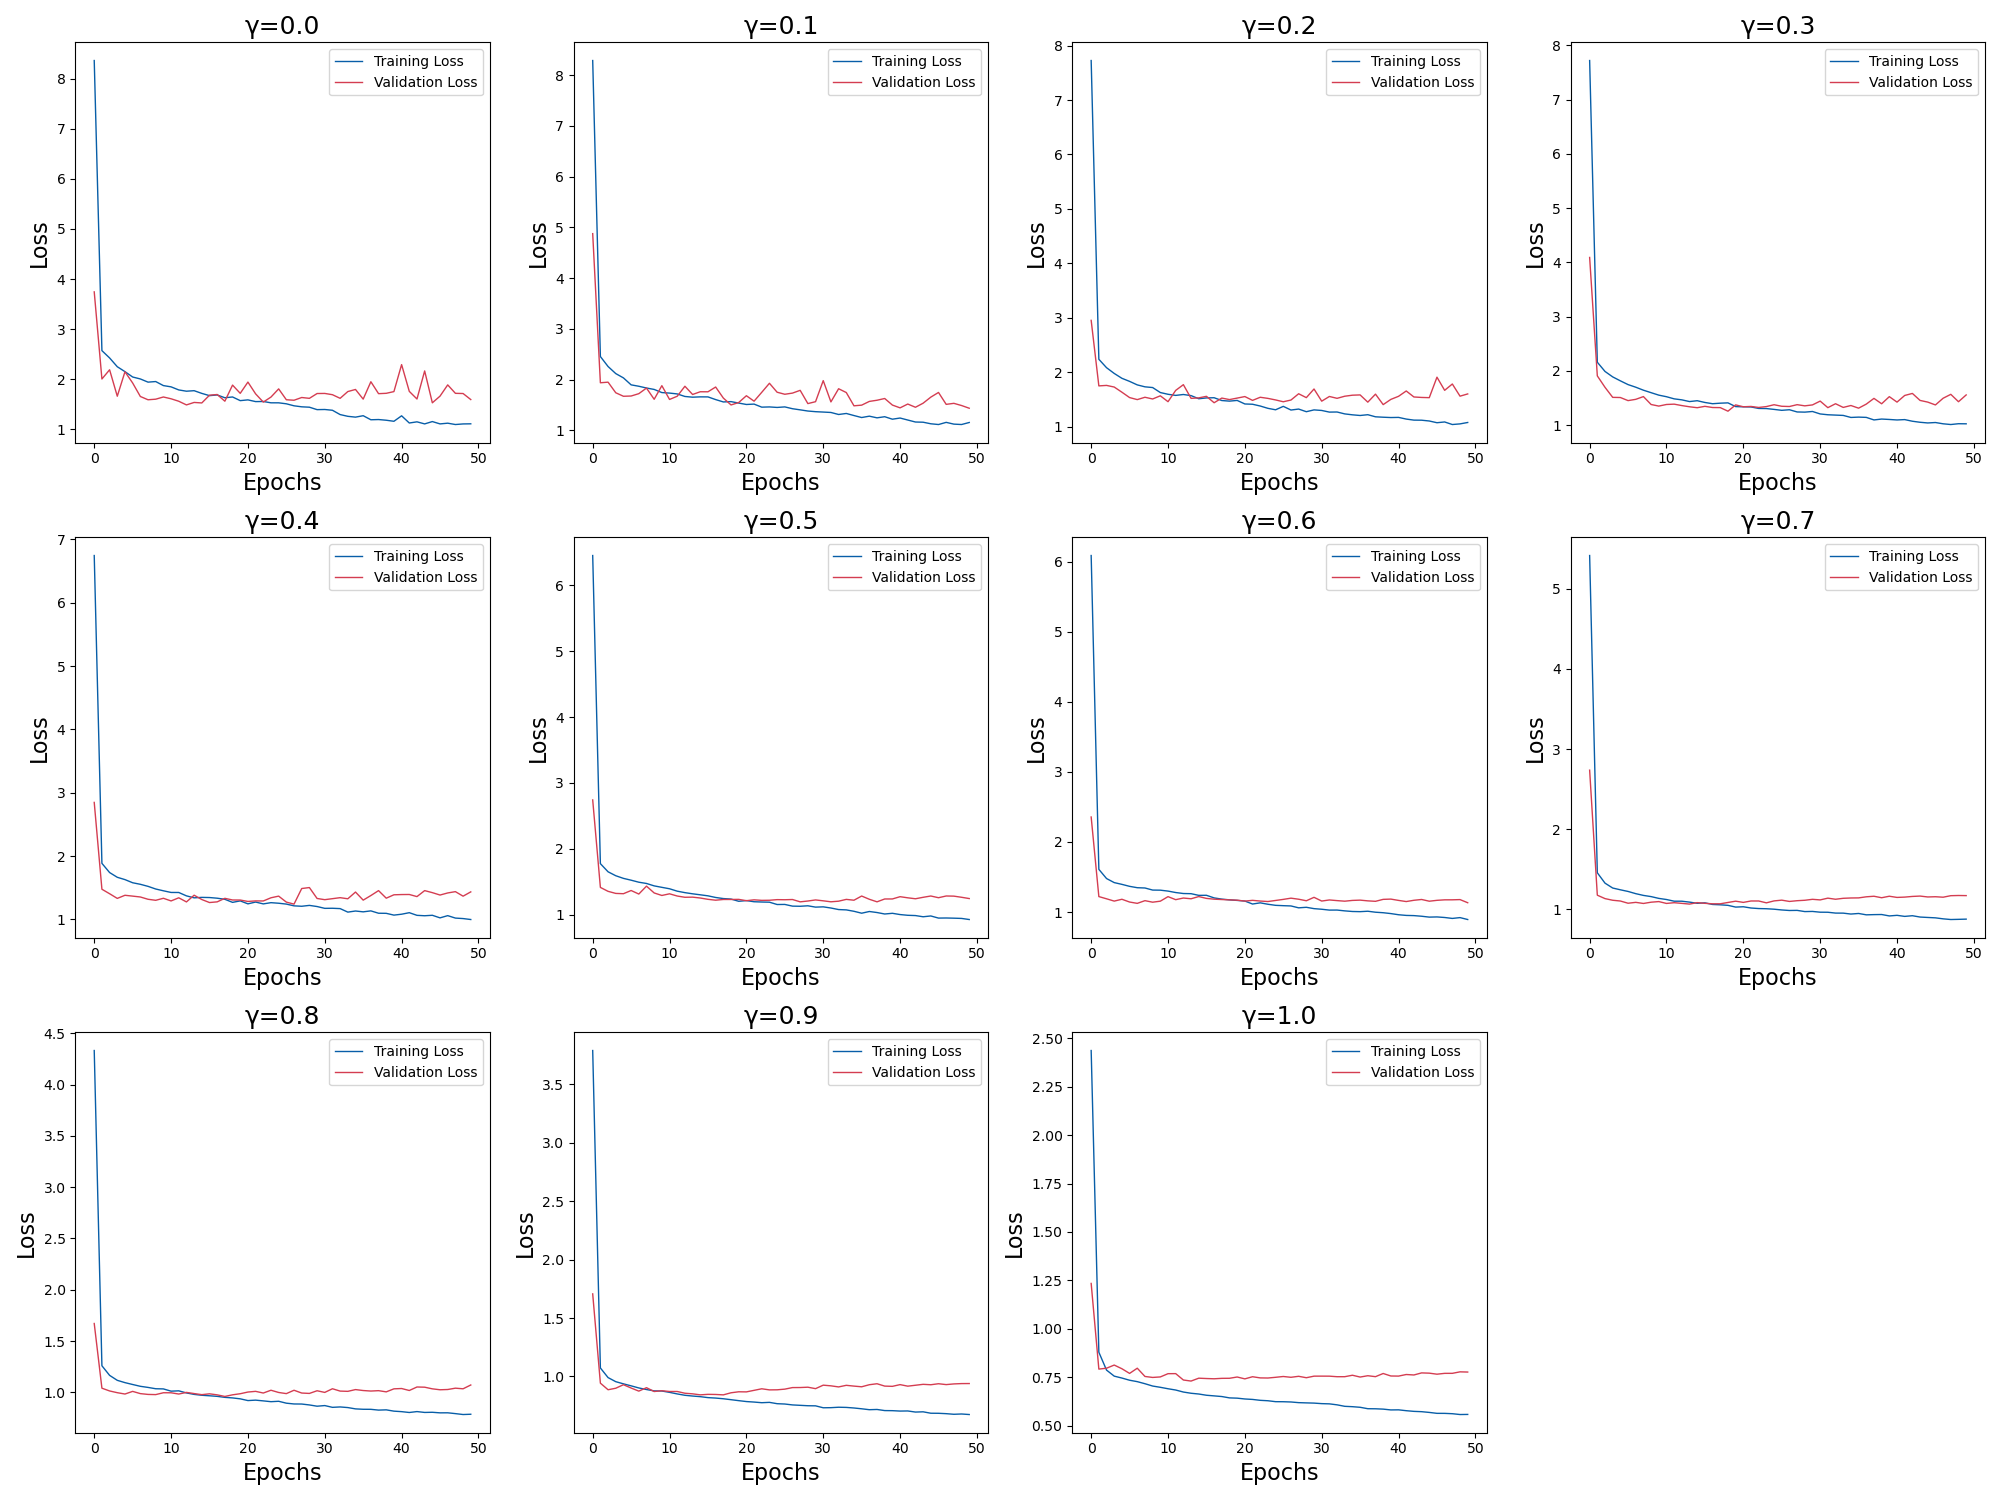 γ=0.0
Loss
8
7
6
5
4
3
2
1
Training Loss
Validation Loss
0 10 20 30 40 50
Epochs
γ=0.1
Loss
8
7
6
5
4
3
2
1
Training Loss
Validation Loss
0 10 20 30 40 50
Epochs
γ=0.2
Loss
8
7
6
5
4
3
2
1
Training Loss
Validation Loss
0 10 20 30 40 50
Epochs
γ=0.3
Loss
8
7
6
5
4
3
2
1
Training Loss
Validation Loss
0 10 20 30 40 50
Epochs
γ=0.4
Loss
7
6
5
4
3
2
1
Training Loss
Validation Loss
0 10 20 30 40 50
Epochs
γ=0.5
Loss
6
5
4
3
2
1
Training Loss
Validation Loss
0 10 20 30 40 50
Epochs
γ=0.6
Loss
6
5
4
3
2
1
Training Loss
Validation Loss
0 10 20 30 40 50
Epochs
γ=0.7
Loss
5
4
3
2
1
Training Loss
Validation Loss
0 10 20 30 40 50
Epochs
γ=0.8
Loss
4.5
4.0
3.5
3.0
2.5
2.0
1.5
1.0
Training Loss
Validation Loss
0 10 20 30 40 50
Epochs
γ=0.9
Loss
3.5
3.0
2.5
2.0
1.5
1.0
Training Loss
Validation Loss
0 10 20 30 40 50
Epochs
γ=1.0
Loss
2.50
2.25
2.00
1.75
1.50
1.25
1.00
0.75
0.50
Training Loss
Validation Loss
0 10 20 30 40 50
Epochs